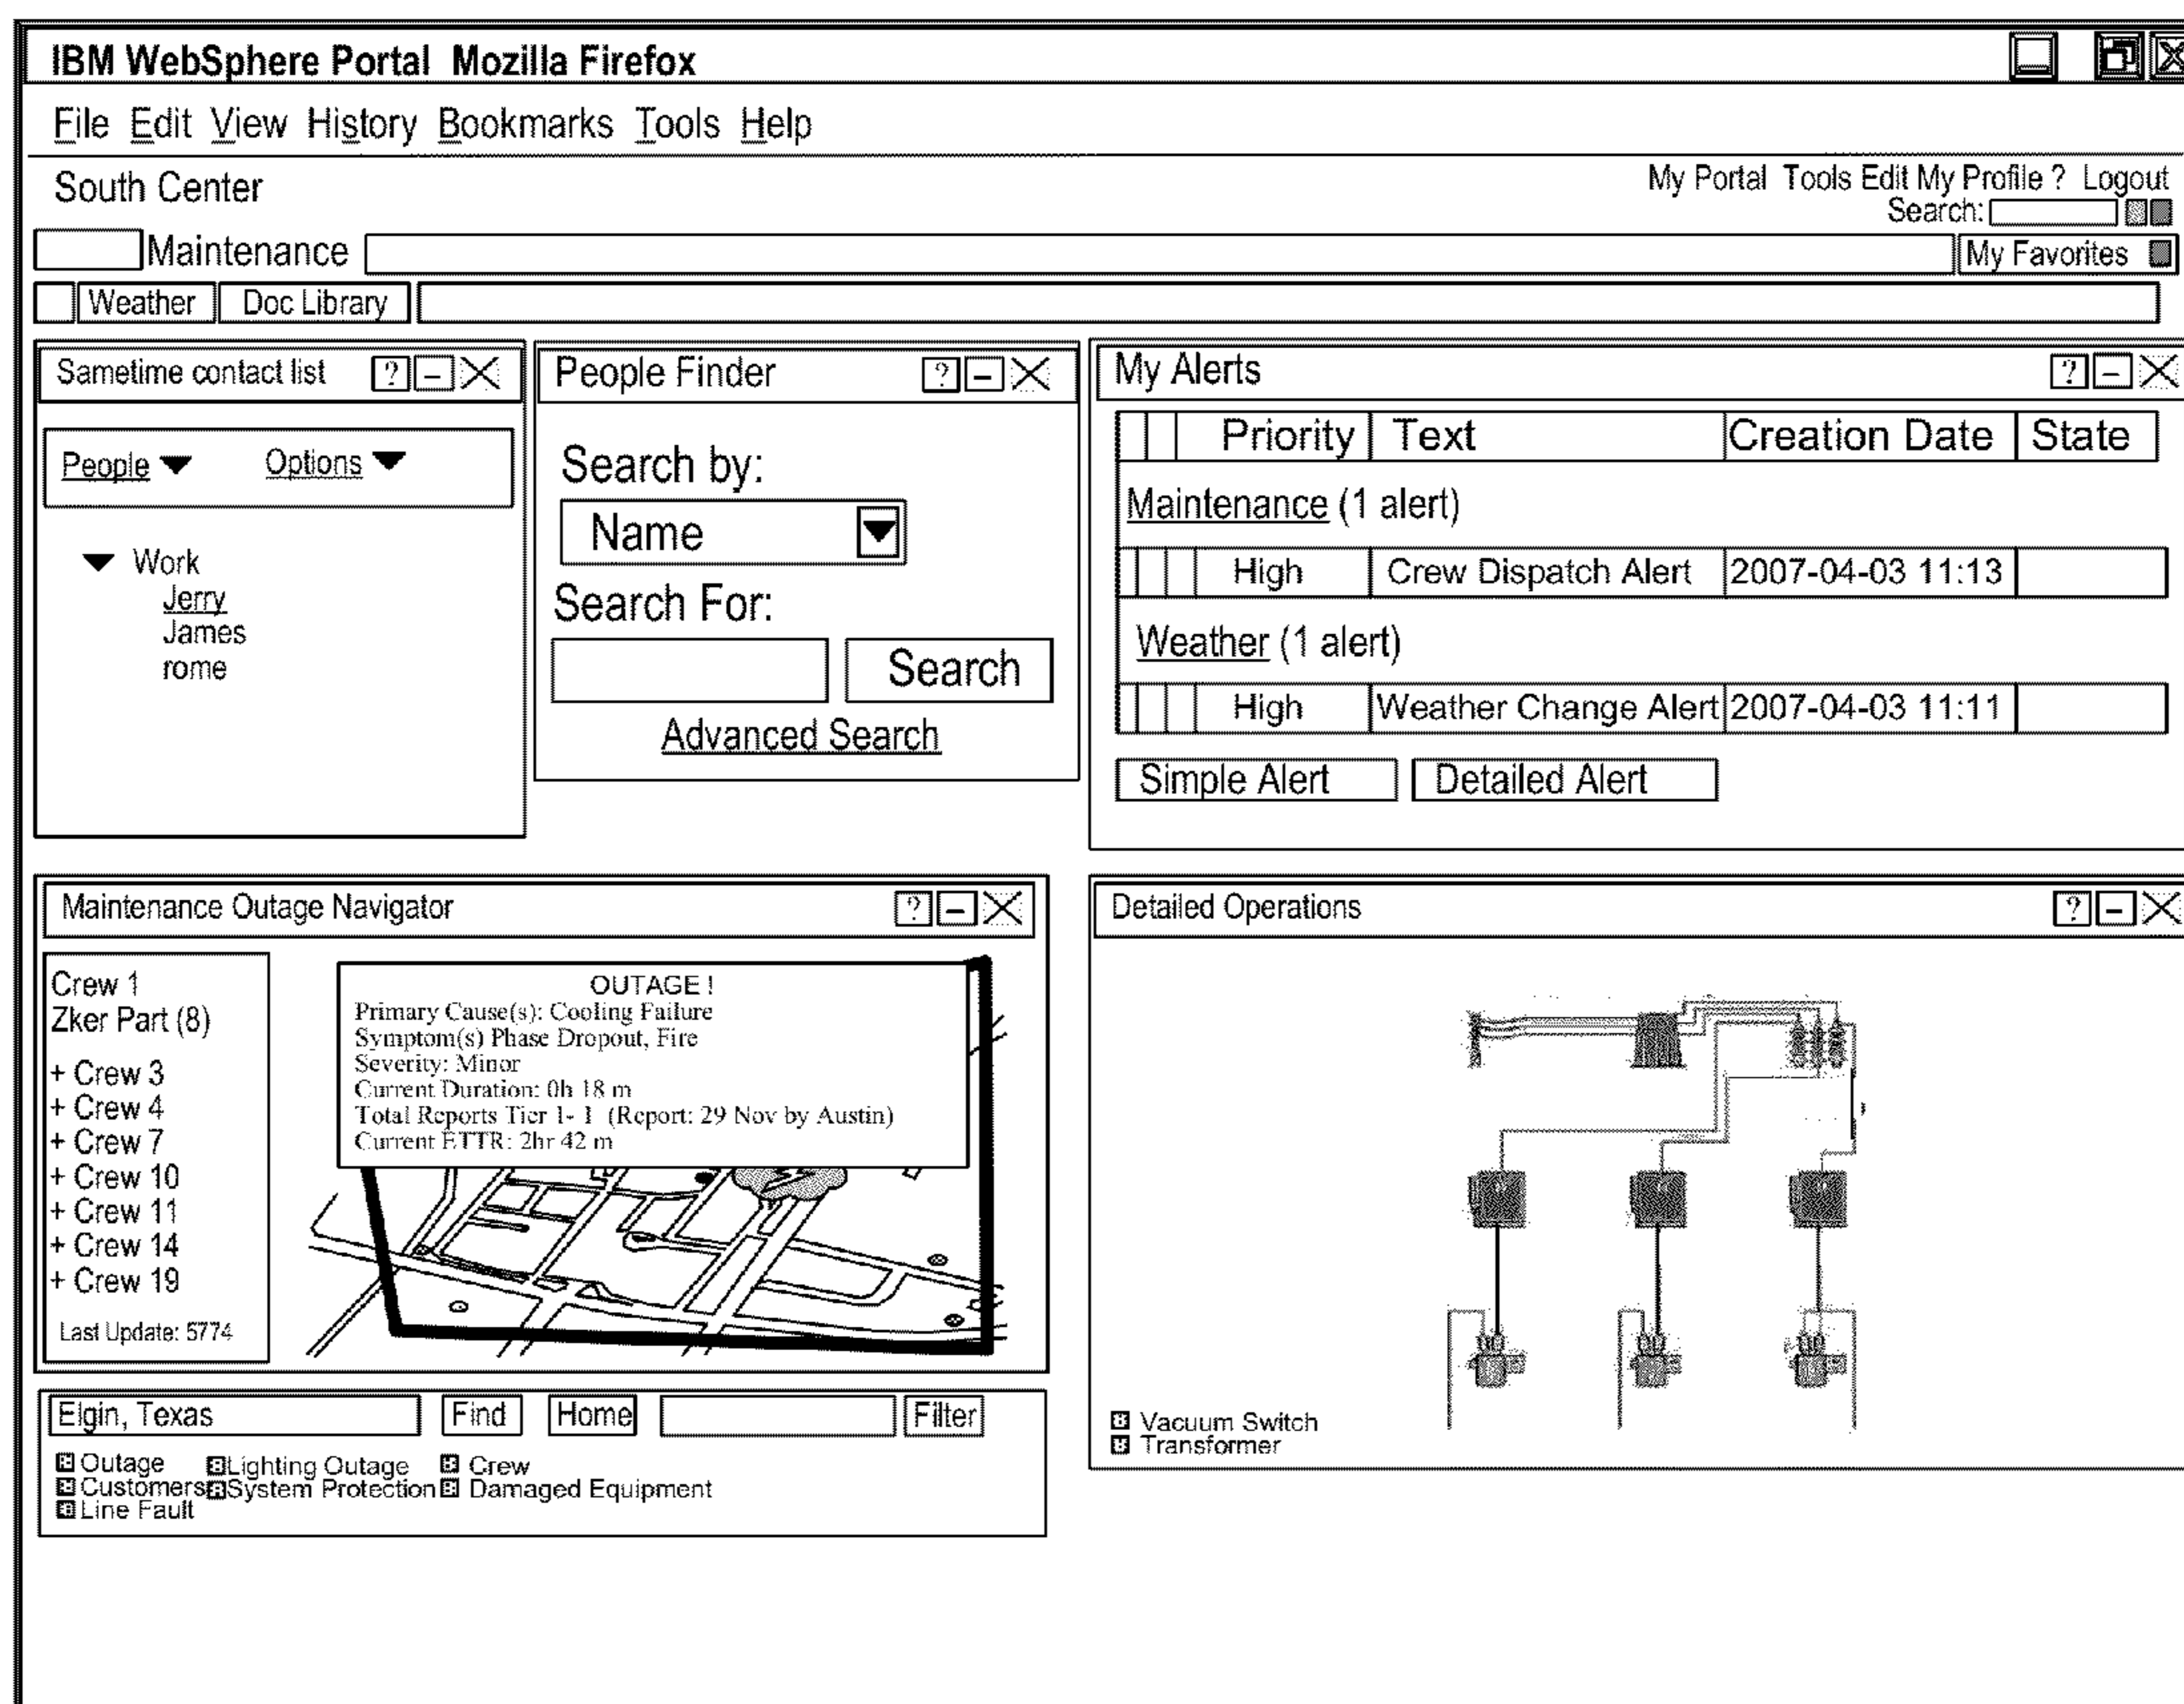 IBM WebSphere Portal Mozilla Firefox
File Edit View History Bookmarks Tools Help
South Center
My Portal Tools Edit My Profile ? Logout
Search:
Maintenance
My Favorites
Weather Doc Library
Sametime contact list ? –
People Options
Work
Jerry
James
rome
People Finder ? –
Search by:
Name
Search For:
Search
Advanced Search
My Alerts ? –
Priority Text Creation Date State
Maintenance (1 alert)
High Crew Dispatch Alert 2007-04-03 11:13
Weather (1 alert)
High Weather Change Alert 2007-04-03 11:11
Simple Alert Detailed Alert
Maintenance Outage Navigator ? –
Crew 1
Zker Part (8)
+ Crew 3
+ Crew 4
+ Crew 7
+ Crew 10
+ Crew 11
+ Crew 14
+ Crew 19
Last Update: 5774
OUTAGE !
Primary Cause(s): Cooling Failure
Symptom(s) Phase Dropout, Fire
Severity: Minor
Current Duration: 0h 18 m
Total Reports Tier 1- 1 (Report: 29 Nov by Austin)
Current ETTR: 2hr 42 m
Elgin, Texas Find Home Filter
Outage Lighting Outage Crew
Customers System Protection Damaged Equipment
Line Fault
Detailed Operations ? –
Vacuum Switch
Transformer